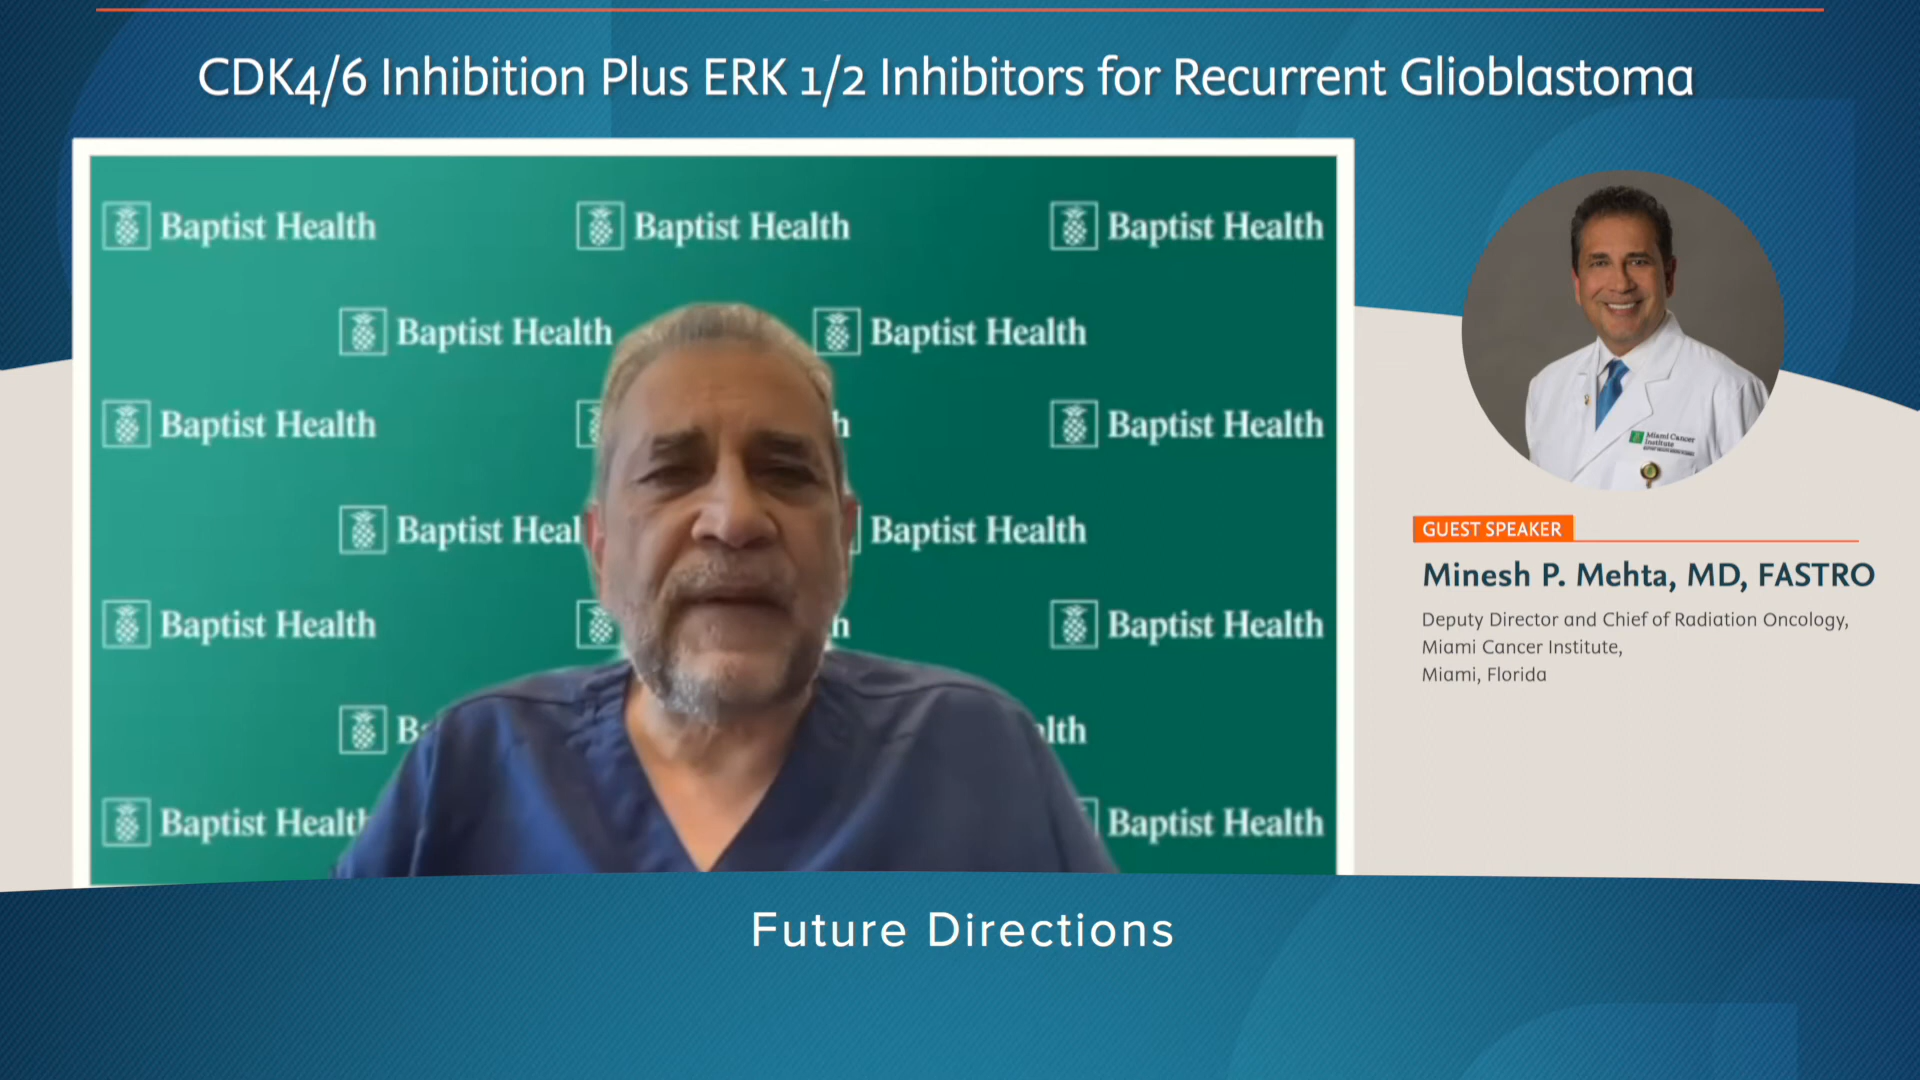 CDK4/6 Inhibition Plus ERK 1/2 Inhibitors for Recurrent Glioblastoma
Baptist Health Baptist Health Baptist Health
Baptist Health Baptist Health
Baptist Health h Baptist Health
Baptist Heal Baptist Health
Baptist Health h Baptist Health
B lth
Baptist Healt Baptist Health
Miami Cancer
Institute
GUEST SPEAKER
Minesh P. Mehta, MD, FASTRO
Deputy Director and Chief of Radiation Oncology,
Miami Cancer Institute,
Miami, Florida
Future Directions